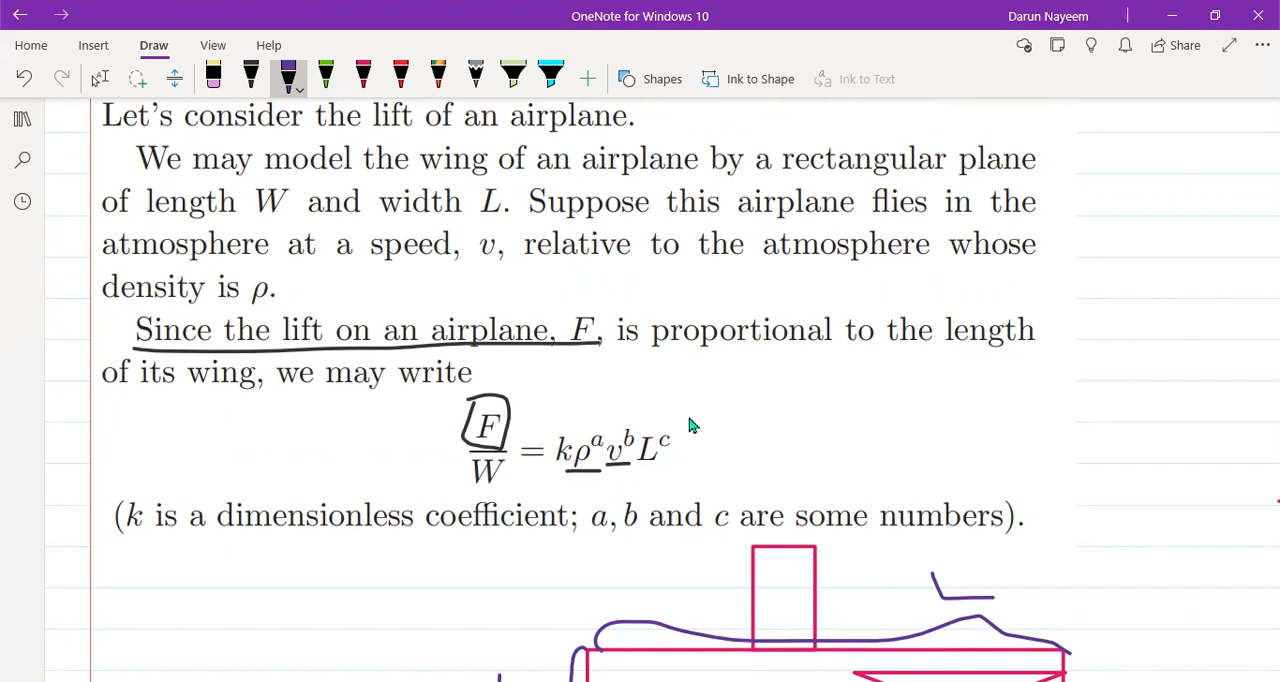 OneNote for Windows 10
Darun Nayeem
Home Insert Draw View Help
Share
Shapes
Ink to Shape
Ink to Text
Let's consider the lift of an airplane.
We may model the wing of an airplane by a rectangular plane
of length W and width L. Suppose this airplane flies in the
atmosphere at a speed, v, relative to the atmosphere whose
density is ρ.
Since the lift on an airplane, F, is proportional to the length
of its wing, we may write
F/W = kρᵃvᵇLᶜ
(k is a dimensionless coefficient; a, b and c are some numbers).
L